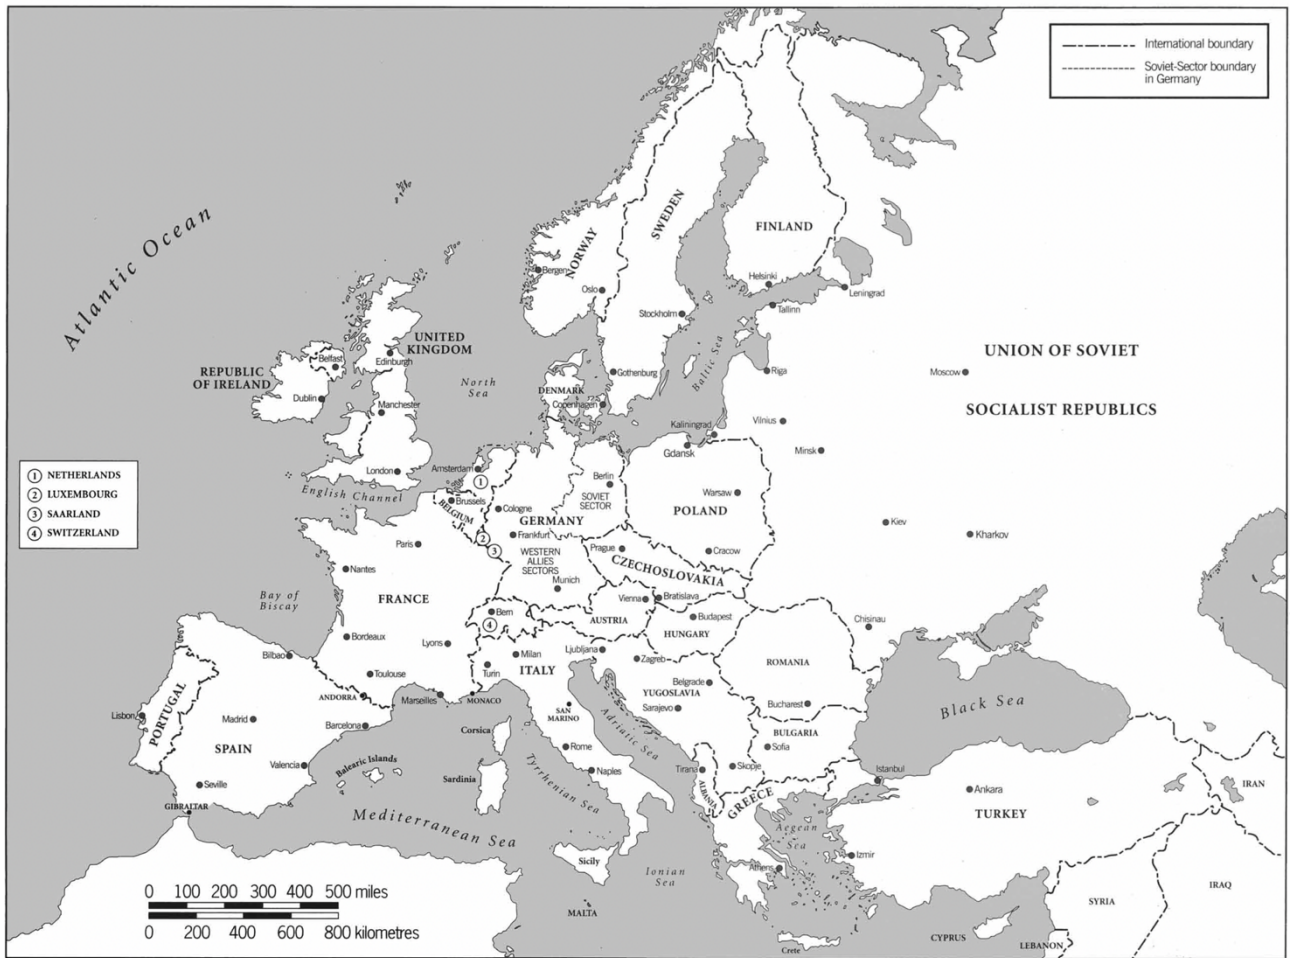 International boundary
Soviet-Sector boundary
in Germany
Atlantic Ocean
NORWAY
SWEDEN
FINLAND
Bergen
Oslo
Helsinki
Leningrad
Tallinn
Stockholm
UNITED
KINGDOM
Edinburgh
Belfast
REPUBLIC
OF IRELAND
Dublin
Manchester
London
North
Sea
Baltic Sea
Gothenburg
DENMARK
Copenhagen
Riga
UNION OF SOVIET
SOCIALIST REPUBLICS
Moscow
Vilnius
Kaliningrad
Gdansk
Minsk
1 NETHERLANDS
2 LUXEMBOURG
3 SAARLAND
4 SWITZERLAND
English Channel
Amsterdam
1
Brussels
BELGIUM
Cologne
Berlin
SOVIET
SECTOR
GERMANY
Frankfurt
2
3
WESTERN
ALLIES
SECTORS
Munich
Warsaw
POLAND
Cracow
Prague
CZECHOSLOVAKIA
Kiev
Kharkov
Paris
Nantes
FRANCE
Bay of
Biscay
Bordeaux
Lyons
Toulouse
Marseilles
MONACO
ANDORRA
Bern
4
Vienna
AUSTRIA
Bratislava
Budapest
HUNGARY
Chisinau
ROMANIA
Bucharest
Milan
Turin
ITALY
Ljubljana
Zagreb
Belgrade
YUGOSLAVIA
Sarajevo
SAN
MARINO
Rome
Naples
Adriatic Sea
Tyrrhenian Sea
Corsica
Sardinia
Bilbao
PORTUGAL
Lisbon
Madrid
SPAIN
Barcelona
Valencia
Seville
GIBRALTAR
Balearic Islands
Mediterranean Sea
BULGARIA
Sofia
Skopje
Tirana
ALBANIA
GREECE
Black Sea
Istanbul
Ankara
TURKEY
Izmir
Aegean
Sea
Athens
Ionian
Sea
Sicily
MALTA
Crete
CYPRUS
LEBANON
SYRIA
IRAQ
IRAN
0 100 200 300 400 500 miles
0 200 400 600 800 kilometres